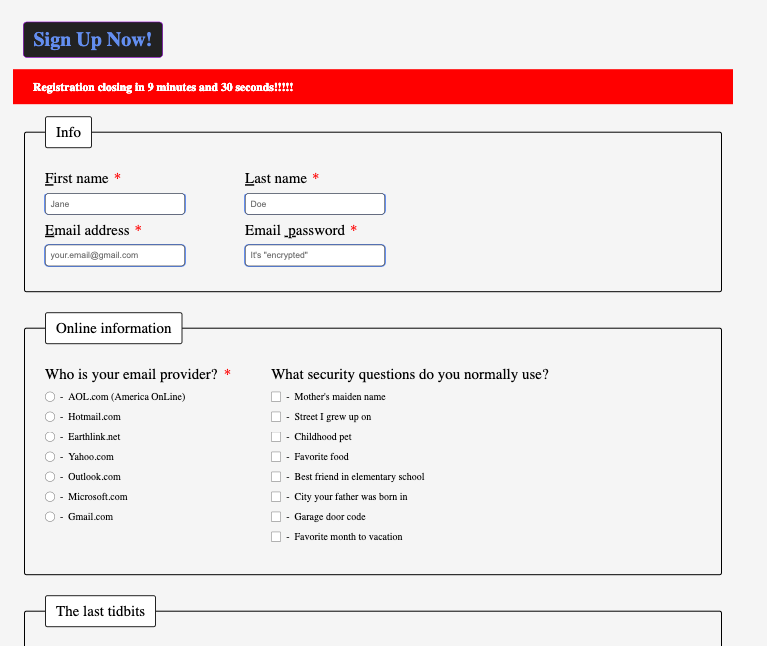 Sign Up Now!
Registration closing in 9 minutes and 30 seconds!!!!!
Info
First name * Last name *
Jane Doe
Email address * Email password *
your.email@gmail.com It's "encrypted"
Online information
Who is your email provider? * What security questions do you normally use?
- AOL.com (America OnLine) - Mother's maiden name
- Hotmail.com - Street I grew up on
- Earthlink.net - Childhood pet
- Yahoo.com - Favorite food
- Outlook.com - Best friend in elementary school
- Microsoft.com - City your father was born in
- Gmail.com - Garage door code
- Favorite month to vacation
The last tidbits